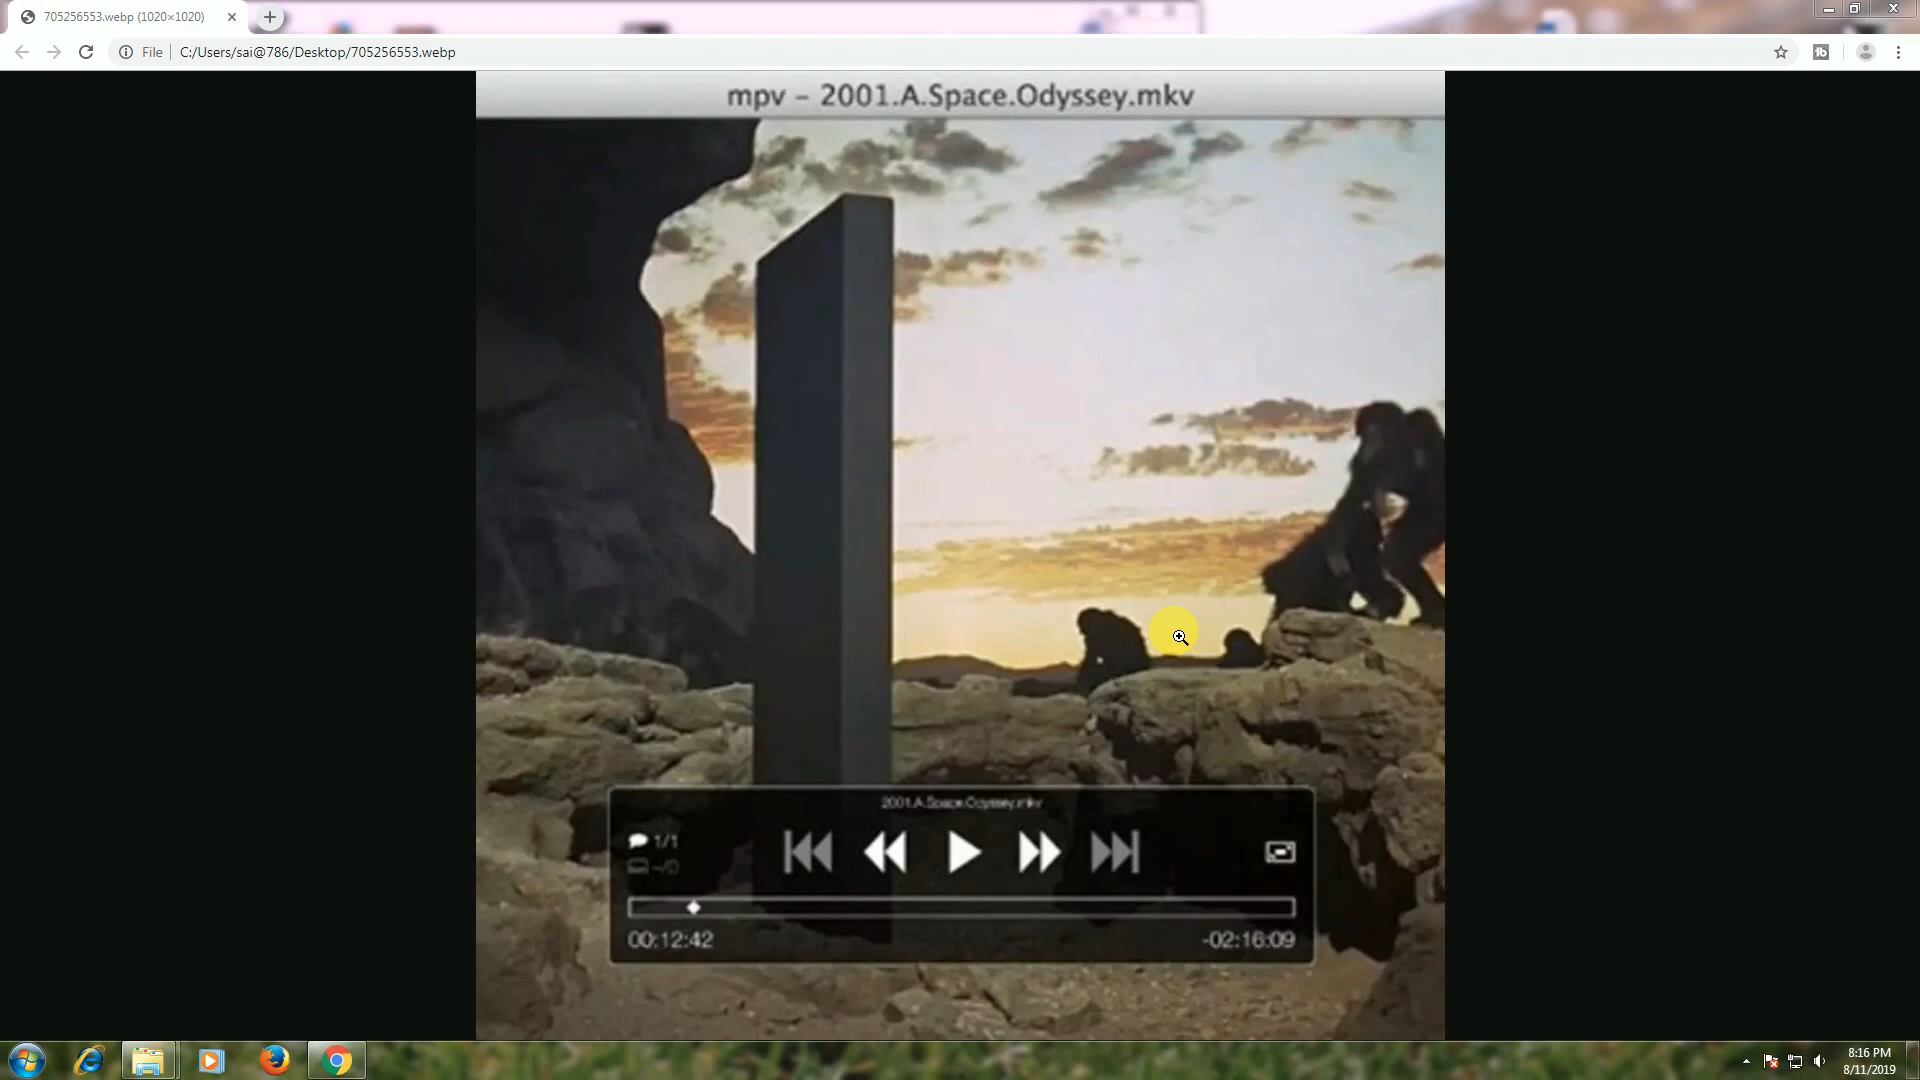 705256553.webp (1020×1020)
File
C:/Users/sai@786/Desktop/705256553.webp
mpv – 2001.A.Space.Odyssey.mkv
2001.A.Space.Odyssey.mkv
1/1
–/0
00:12:42
-02:16:09
8:16 PM
8/11/2019